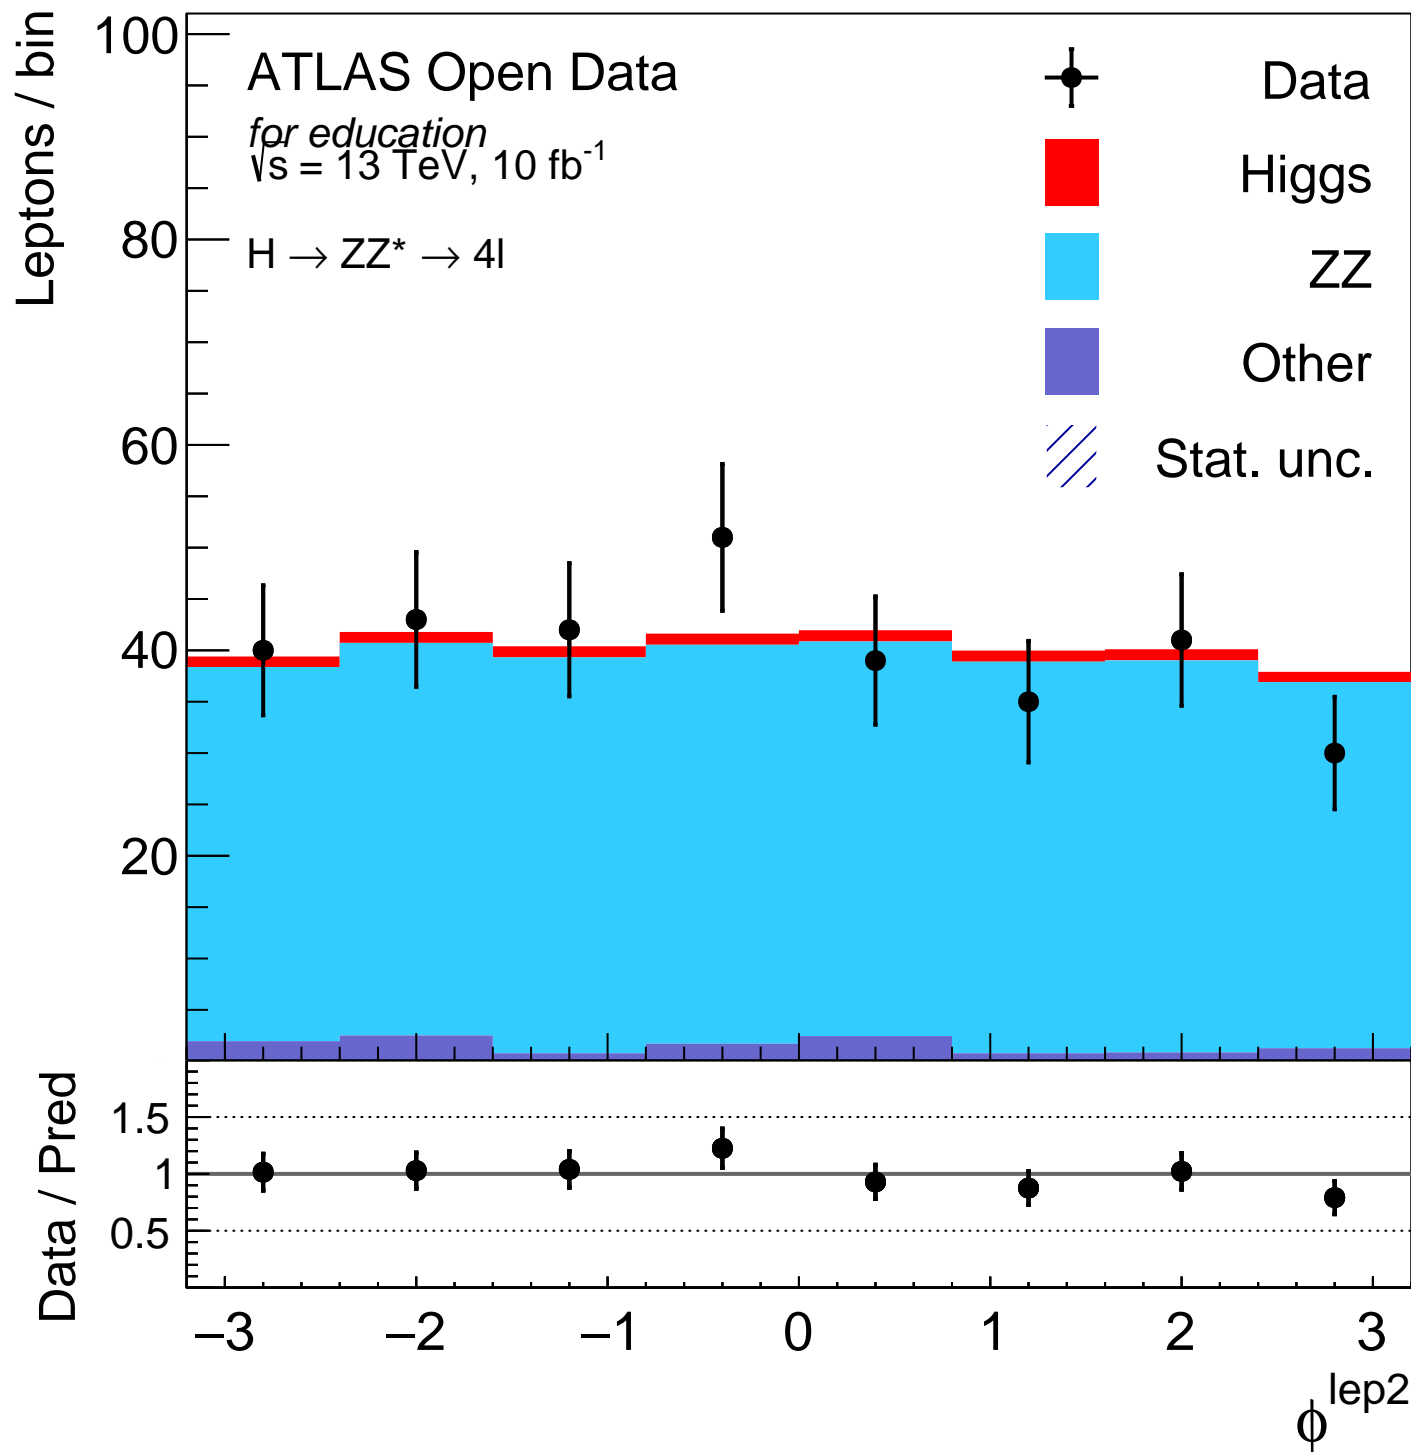 Leptons / bin
100
80
60
40
20
ATLAS Open Data
for education
√s = 13 TeV, 10 fb⁻¹
H → ZZ* → 4l
Data
Higgs
ZZ
Other
Stat. unc.
Data / Pred
1.5
1
0.5
−3 −2 −1 0 1 2 3
ϕ^lep2